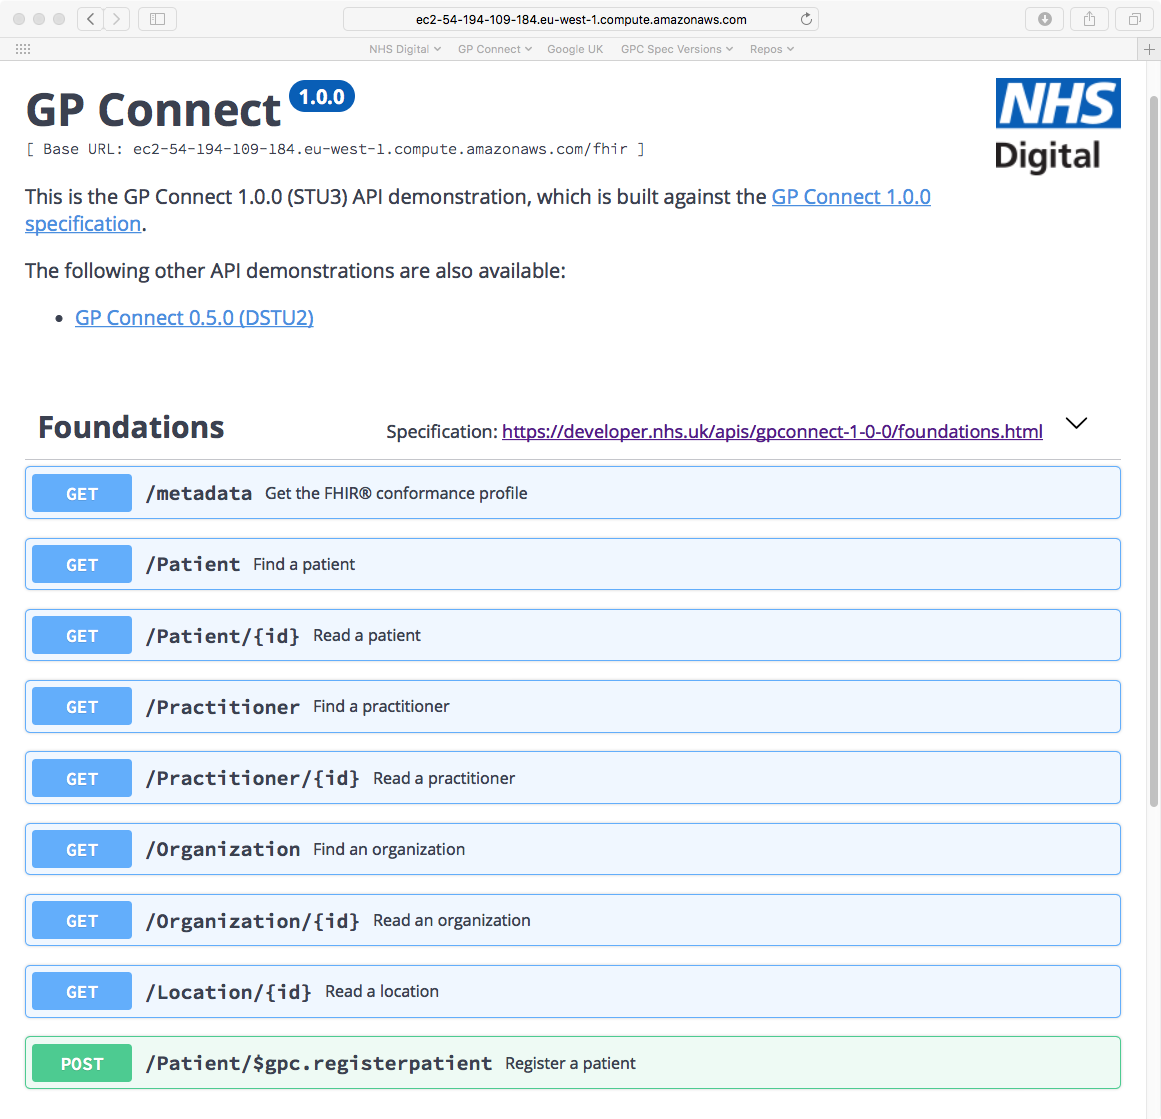 ec2-54-194-109-184.eu-west-1.compute.amazonaws.com
NHS Digital GP Connect Google UK GPC Spec Versions Repos
GP Connect 1.0.0
[ Base URL: ec2-54-194-109-184.eu-west-1.compute.amazonaws.com/fhir ]
NHS
Digital
This is the GP Connect 1.0.0 (STU3) API demonstration, which is built against the GP Connect 1.0.0
specification.
The following other API demonstrations are also available:
• GP Connect 0.5.0 (DSTU2)
Foundations Specification: https://developer.nhs.uk/apis/gpconnect-1-0-0/foundations.html
GET /metadata Get the FHIR® conformance profile
GET /Patient Find a patient
GET /Patient/{id} Read a patient
GET /Practitioner Find a practitioner
GET /Practitioner/{id} Read a practitioner
GET /Organization Find an organization
GET /Organization/{id} Read an organization
GET /Location/{id} Read a location
POST /Patient/$gpc.registerpatient Register a patient